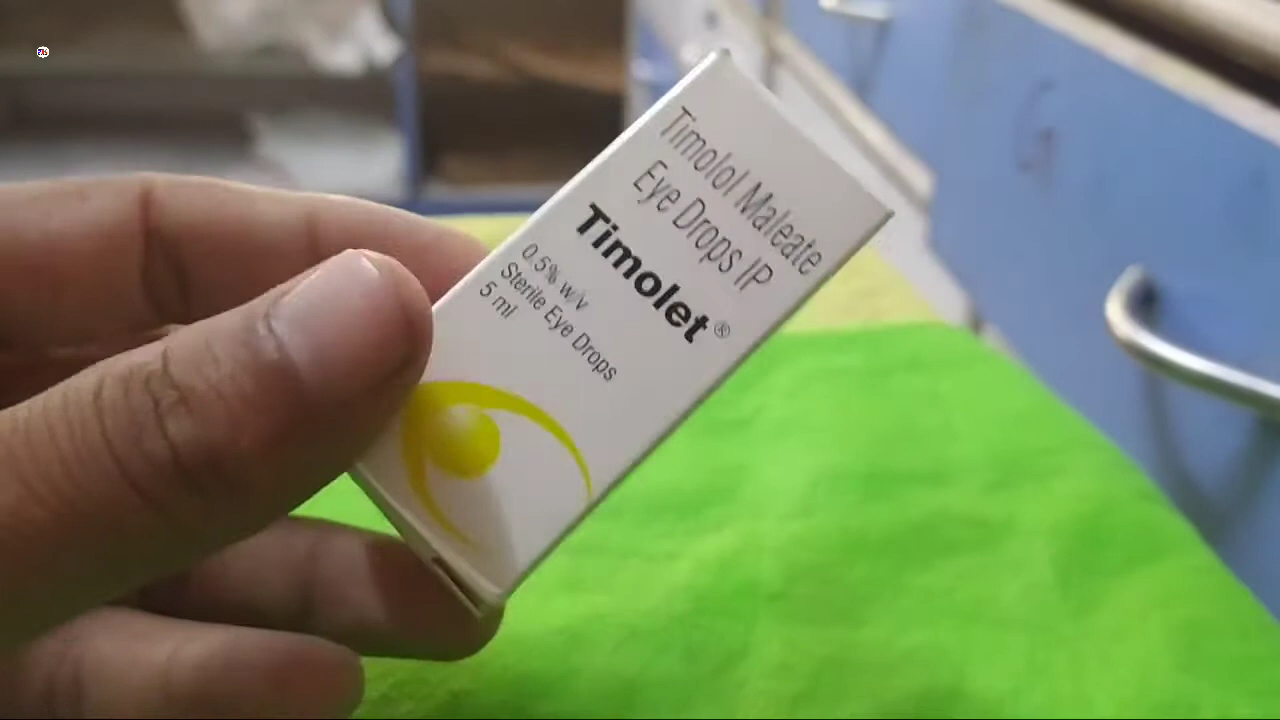 Timolol Maleate
Eye Drops IP
Timolet®
0.5% w/v
Sterile Eye Drops
5 ml